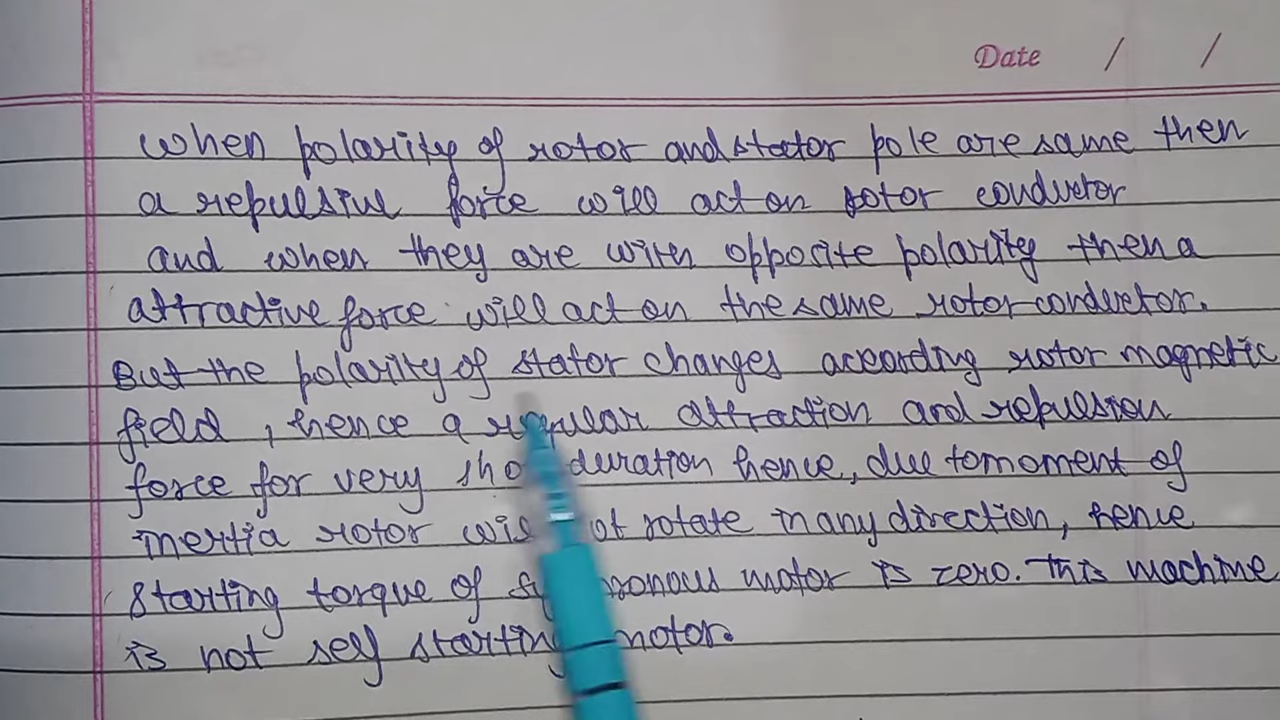 Date / /
When polarity of rotor and stator pole are same then
a repulsive force will act on rotor conductor
and when they are with opposite polarity then a
attractive force will act on the same rotor conductor.
But the polarity of stator changes according rotor magnetic
field, hence a regular attraction and repulsion
force for very duration hence, due to moment of
inertia rotor rotate in any direction, hence
starting torque of motor is zero. This machine
is not self starting motor.